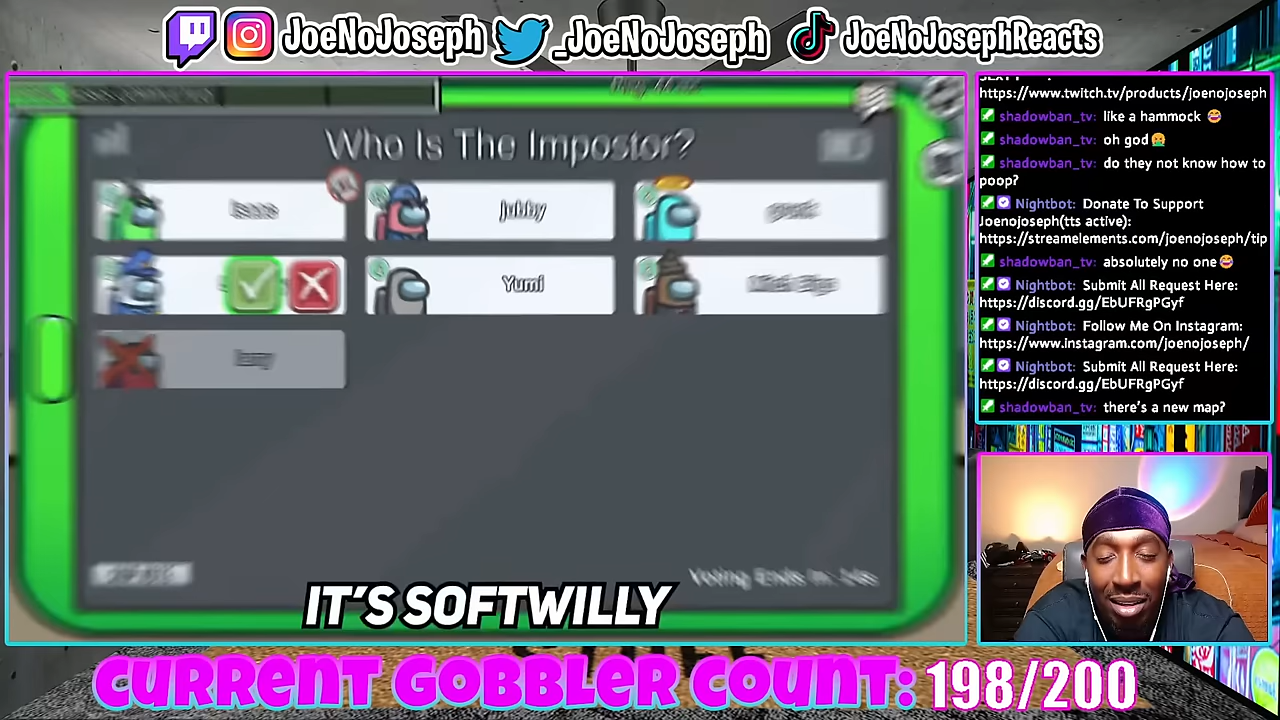 JoeNoJoseph
_JoeNoJoseph
JoeNoJosephReacts
Who Is The Impostor?
Jubby
Yumi
Voting Ends In:
IT'S SOFTWILLY
https://www.twitch.tv/products/joenojoseph
shadowban_tv: like a hammock 😂
shadowban_tv: oh god🤮
shadowban_tv: do they not know how to
poop?
Nightbot: Donate To Support
Joenojoseph(tts active):
https://streamelements.com/joenojoseph/tip
shadowban_tv: absolutely no one😂
Nightbot: Submit All Request Here:
https://discord.gg/EbUFRgPGyf
Nightbot: Follow Me On Instagram:
https://www.instagram.com/joenojoseph/
Nightbot: Submit All Request Here:
https://discord.gg/EbUFRgPGyf
shadowban_tv: there's a new map?
CURRENT GOBBLER COUNT: 198/200